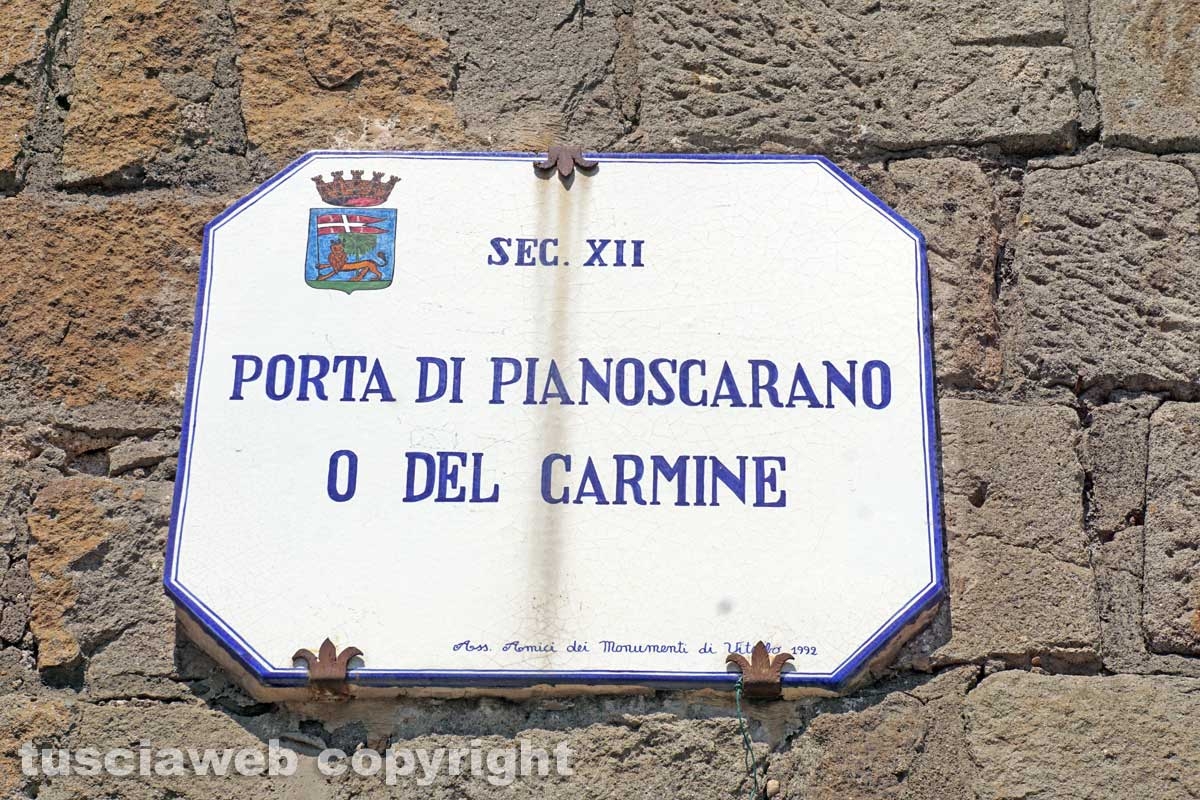 SEC. XII
PORTA DI PIANOSCARANO
O DEL CARMINE
Ass. Amici dei Monumenti di Viterbo 1992
tusciaweb copyright